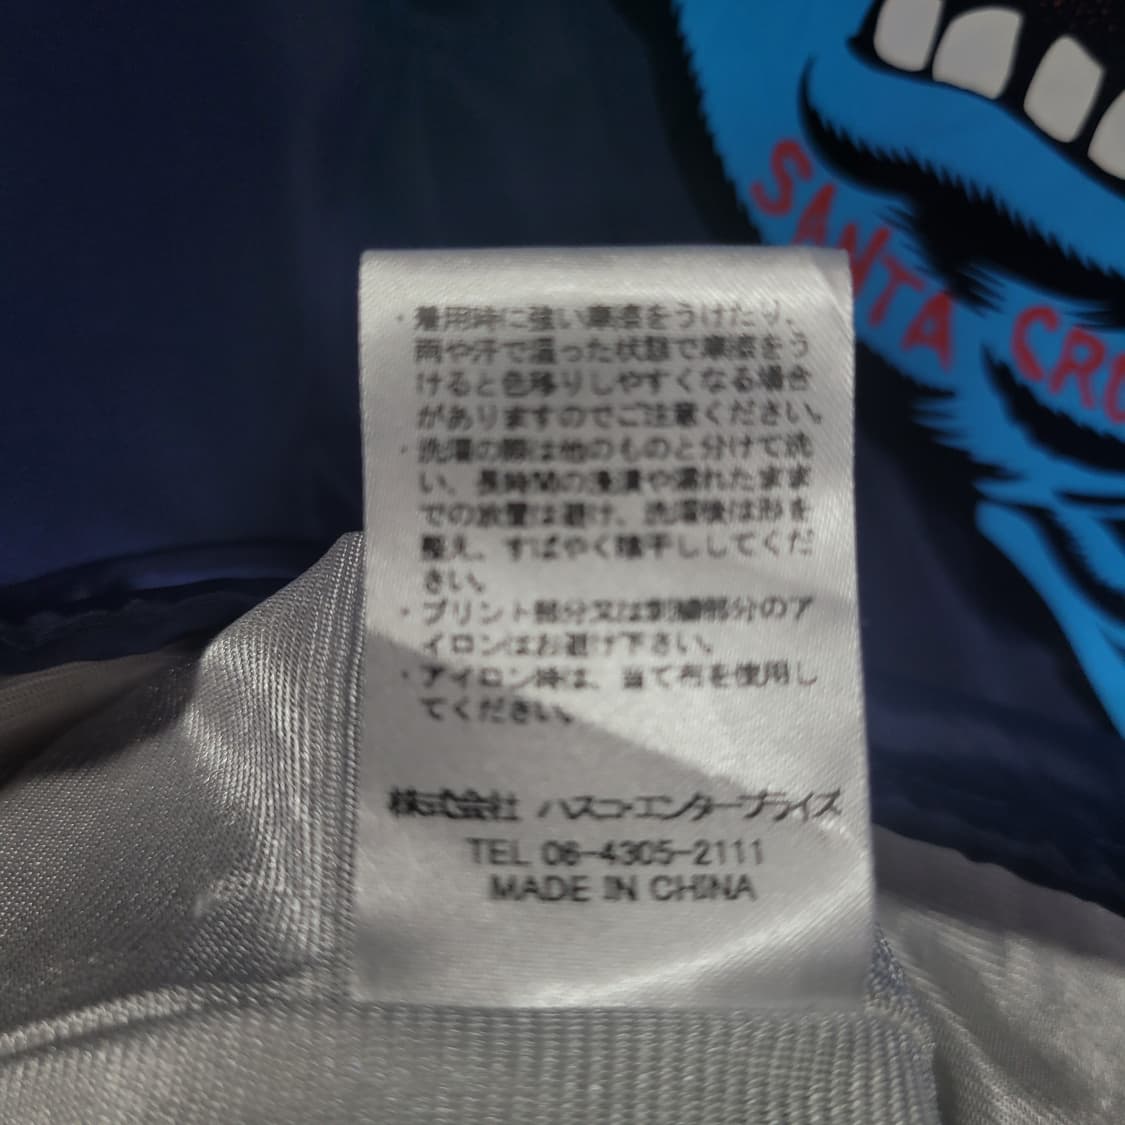 SANTA CRU
・着用時に強い摩擦をうけたり、
雨や汗で湿った状態で摩擦をう
けると色移りしやすくなる場合
がありますのでご注意ください。
・洗濯の際は他のものと分けて洗
い、長時間の浸漬や濡れたまま
での放置は避け、洗濯後は形を
整え、すばやく陰干ししてくだ
さい。
・プリント部分又は刺繍部分のア
イロンはお避け下さい。
・アイロン時は、当て布を使用し
てください。
株式会社 ハスコ・エンタープライズ
TEL 06-4305-2111
MADE IN CHINA